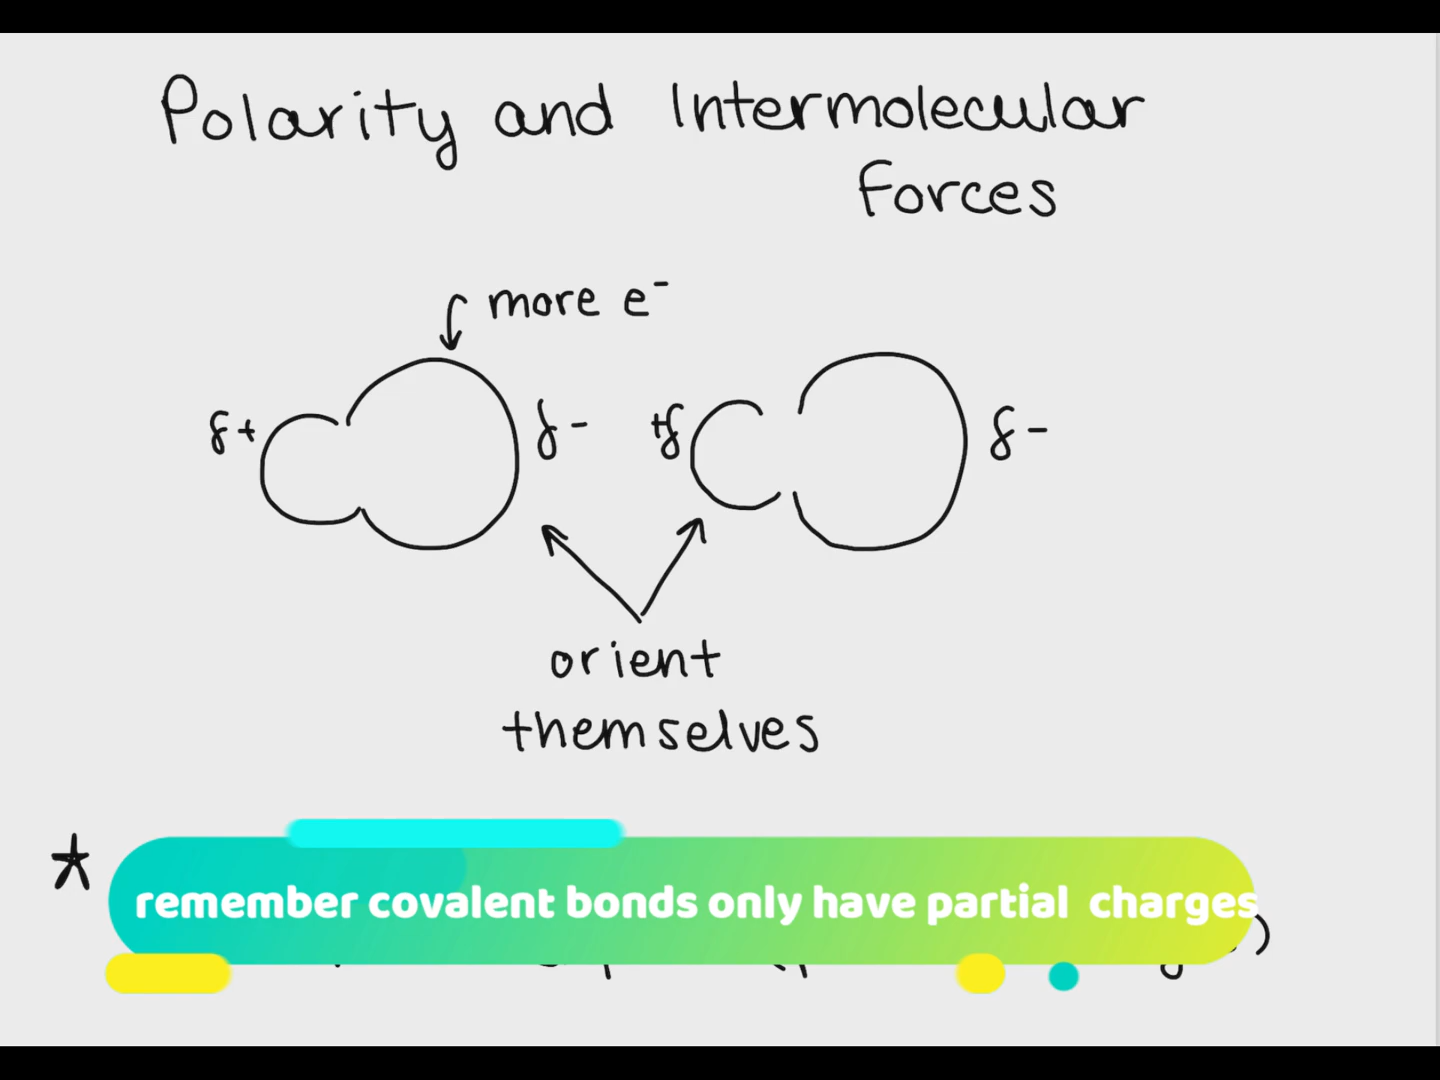 Polarity and Intermolecular
Forces
more e⁻
δ+ δ- +δ δ-
orient
themselves
*
remember covalent bonds only have partial charges
)